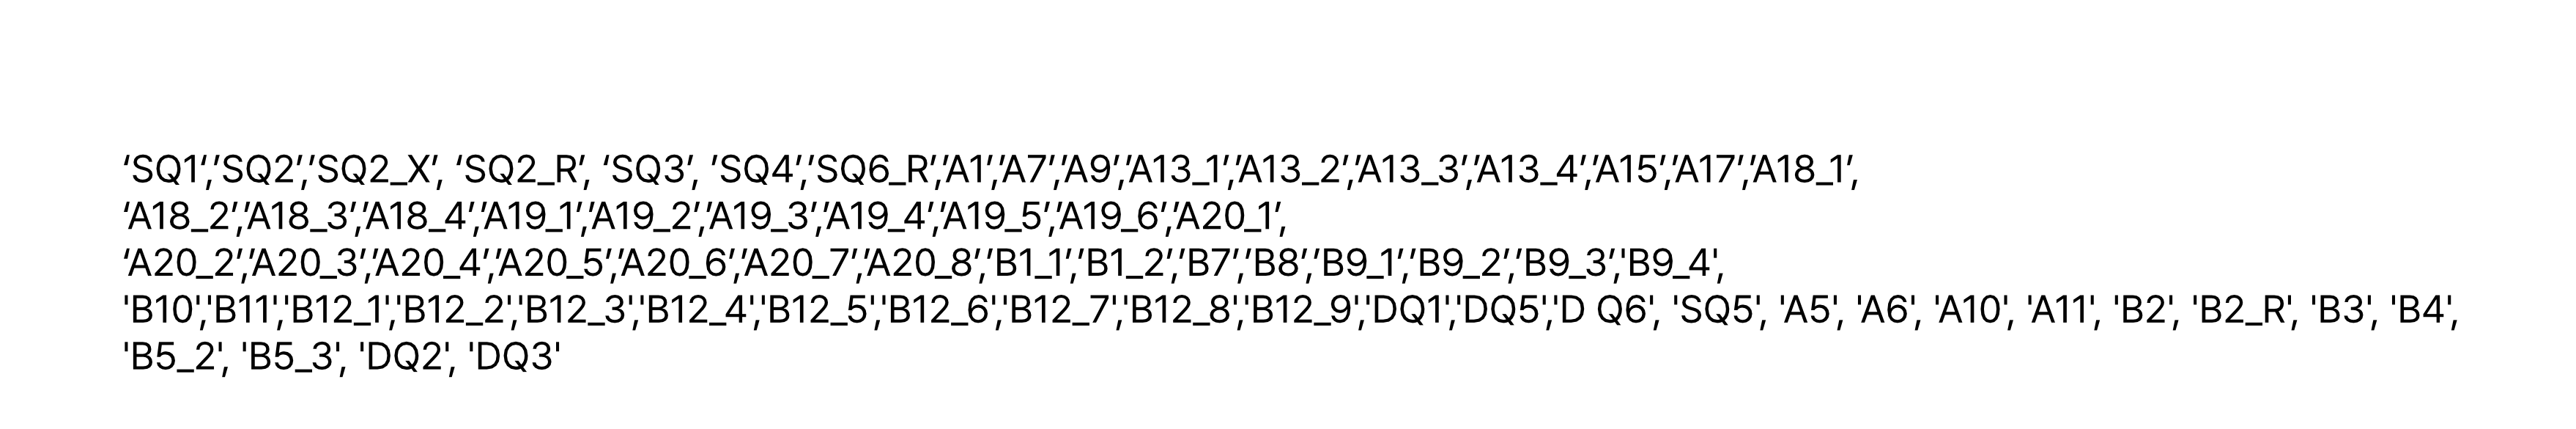 ‘SQ1‘,’SQ2’,’SQ2_X’, ‘SQ2_R’, ‘SQ3’, ’SQ4’,’SQ6_R’,’A1’,’A7’,’A9’,’A13_1’,’A13_2’,’A13_3’,’A13_4’,’A15’,’A17’,’A18_1’,
‘A18_2’,’A18_3’,’A18_4’,’A19_1’,’A19_2’,’A19_3’,’A19_4’,’A19_5’,’A19_6’,’A20_1’,
‘A20_2’,’A20_3’,’A20_4’,’A20_5’,’A20_6’,’A20_7’,’A20_8’,’B1_1’,’B1_2’,’B7’,’B8’,’B9_1’,’B9_2’,’B9_3’,'B9_4',
'B10','B11','B12_1','B12_2','B12_3','B12_4','B12_5','B12_6','B12_7','B12_8','B12_9','DQ1','DQ5','D Q6', 'SQ5', 'A5', 'A6', 'A10', 'A11', 'B2', 'B2_R', 'B3', 'B4',
'B5_2', 'B5_3', 'DQ2', 'DQ3'